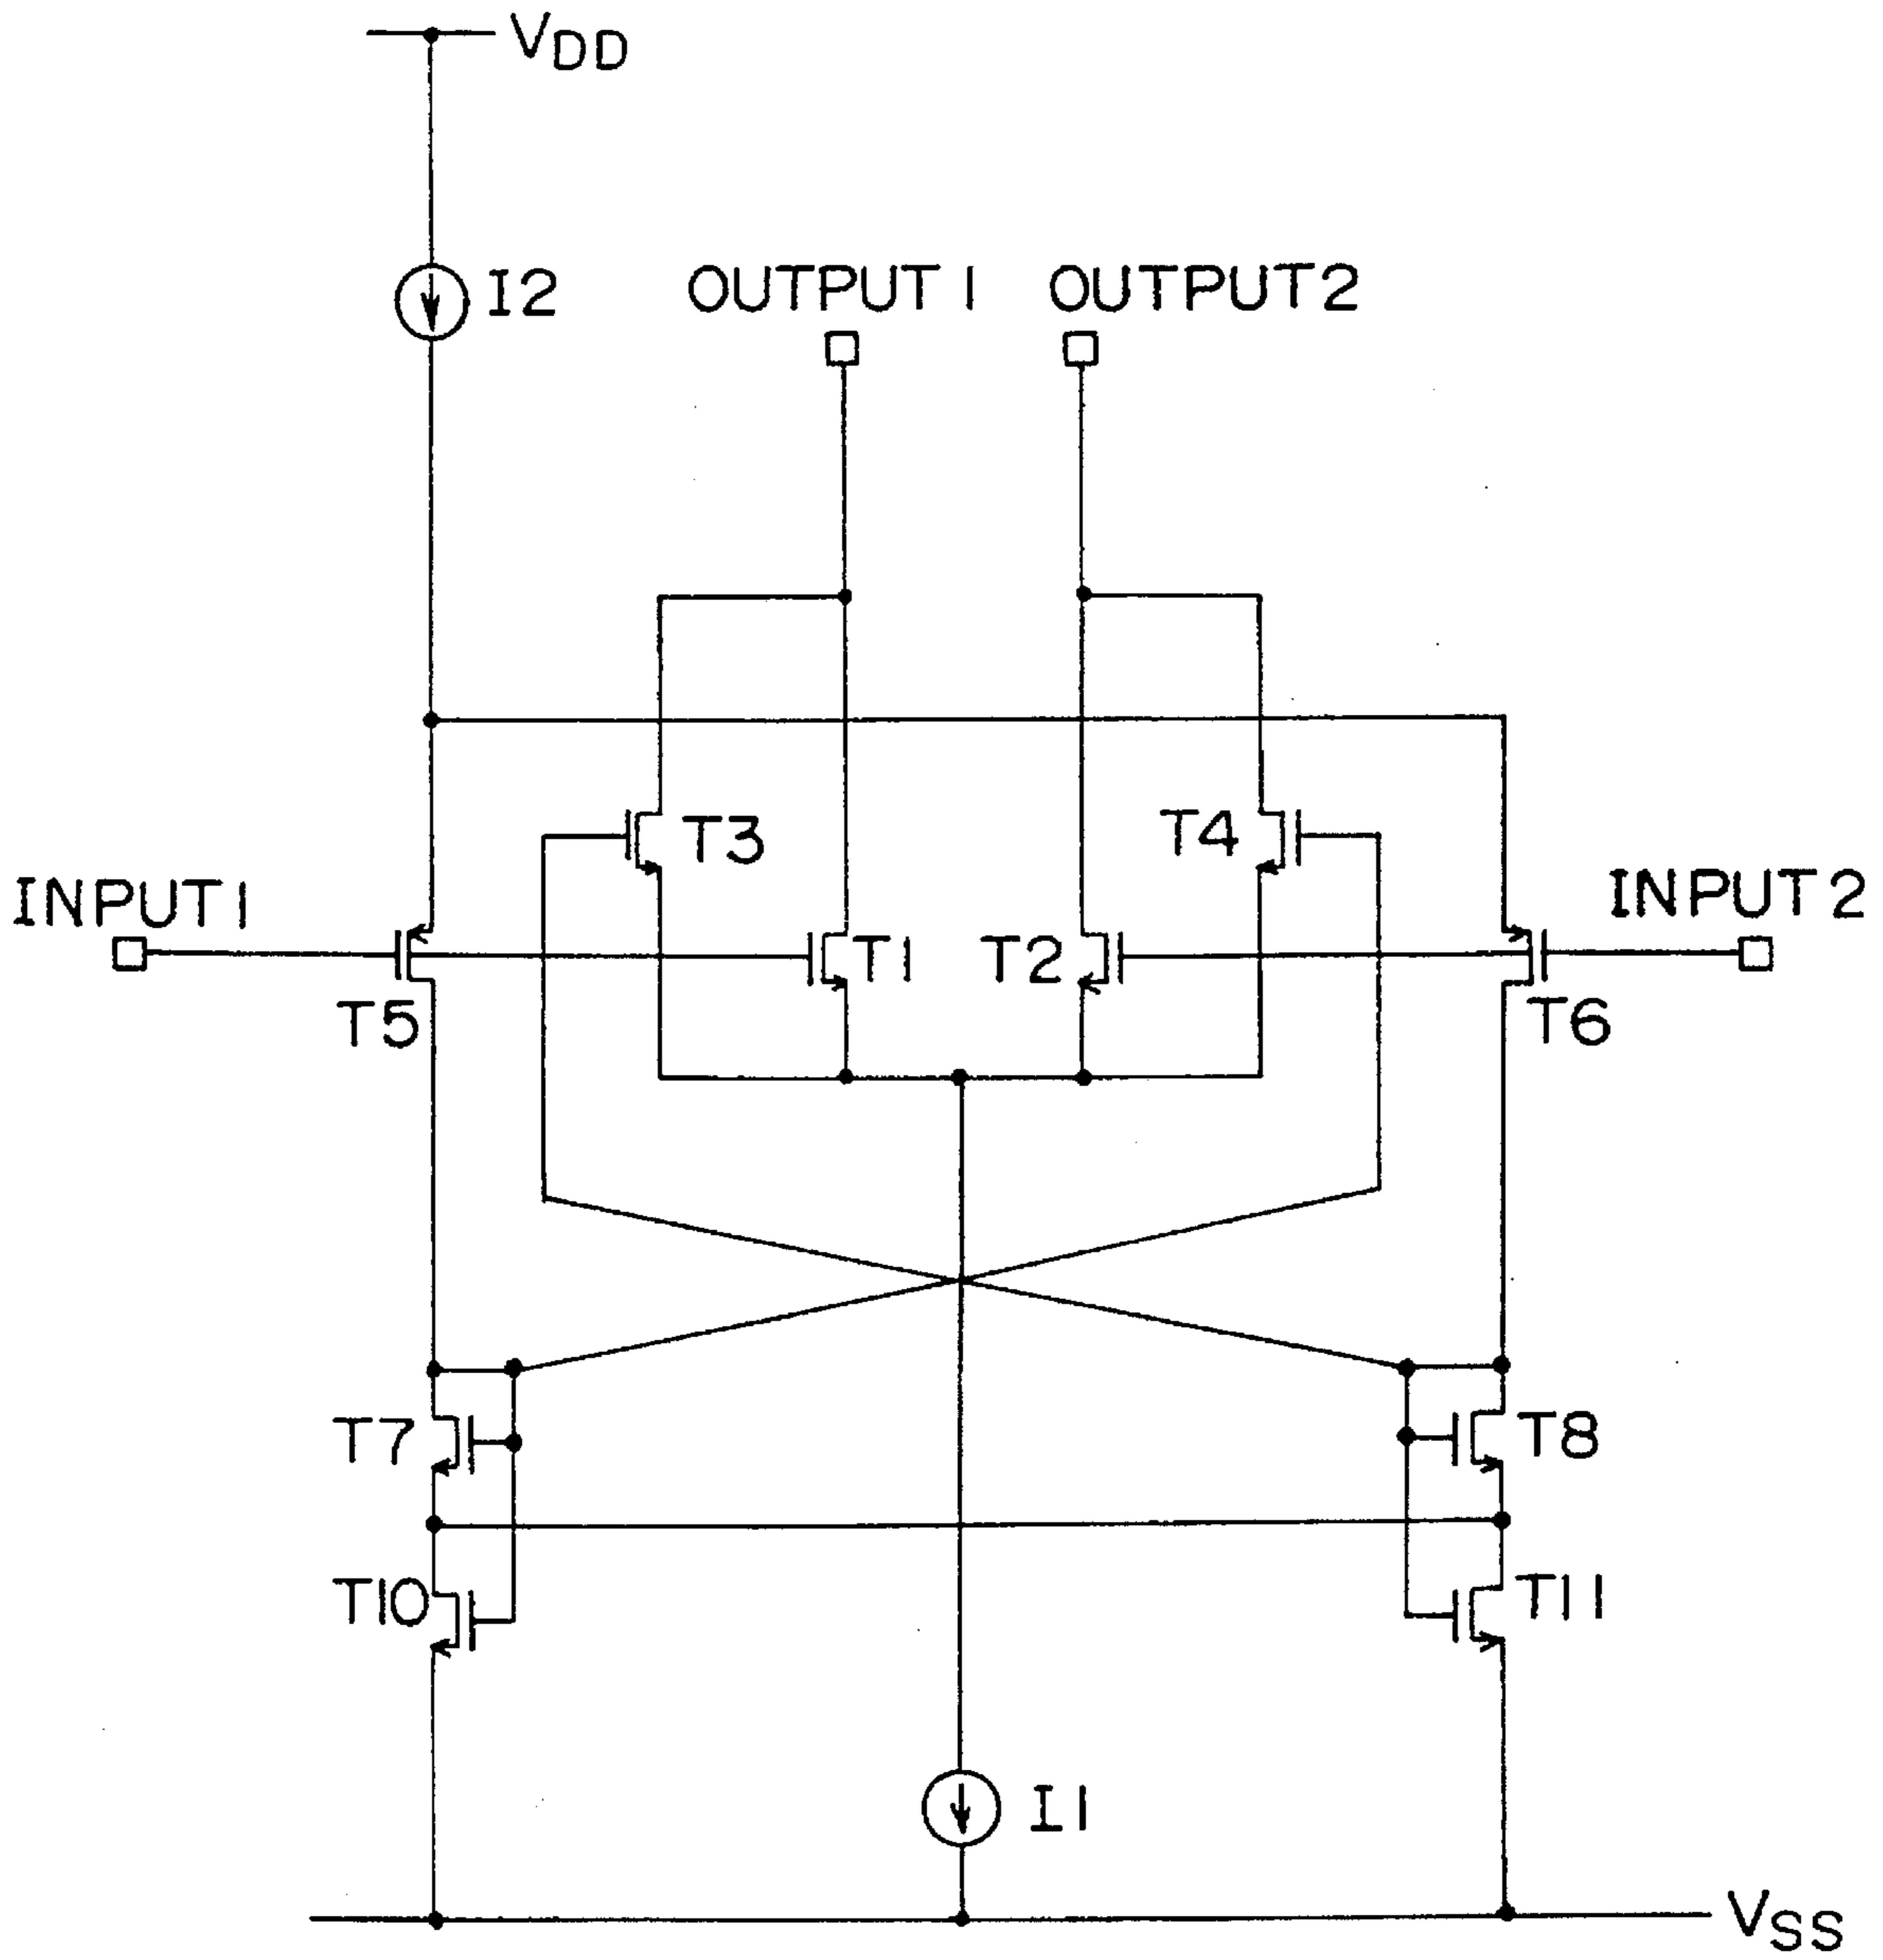 VDD
I2
OUTPUT1 OUTPUT2
T3 T4
INPUT1 INPUT2
T1 T2
T5 T6
T7 T8
T10 T11
I1
VSS